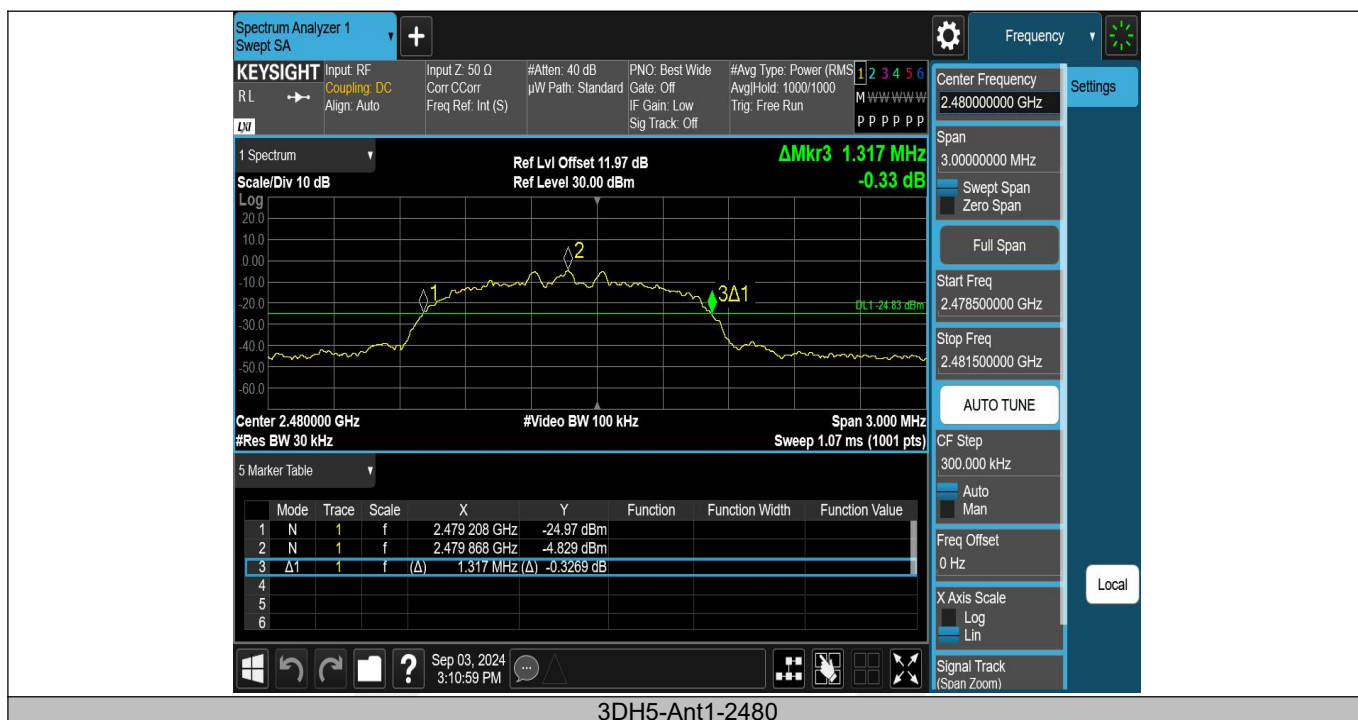 Spectrum Analyzer 1
Swept SA
+
Frequency
KEYSIGHT
RL
LXI
Input: RF
Coupling: DC
Align: Auto
Input Z: 50 Ω
Corr CCorr
Freq Ref: Int (S)
#Atten: 40 dB
µW Path: Standard
PNO: Best Wide
Gate: Off
IF Gain: Low
Sig Track: Off
#Avg Type: Power (RMS
Avg|Hold: 1000/1000
Trig: Free Run
1 2 3 4 5 6
M W W W W W
P P P P P P
1 Spectrum
Scale/Div 10 dB
Ref Lvl Offset 11.97 dB
Ref Level 30.00 dBm
ΔMkr3 1.317 MHz
-0.33 dB
Log
20.0
10.0
0.00
-10.0
-20.0
-30.0
-40.0
-50.0
-60.0
1
2
3Δ1
DL1 -24.83 dBm
Center 2.480000 GHz
#Video BW 100 kHz
Span 3.000 MHz
#Res BW 30 kHz
Sweep 1.07 ms (1001 pts)
5 Marker Table
Mode Trace Scale X Y Function Function Width Function Value
1 N 1 f 2.479 208 GHz -24.97 dBm
2 N 1 f 2.479 868 GHz -4.829 dBm
3 Δ1 1 f (Δ) 1.317 MHz (Δ) -0.3269 dB
4
5
6
?
Sep 03, 2024
3:10:59 PM
Center Frequency
2.480000000 GHz
Settings
Span
3.00000000 MHz
Swept Span
Zero Span
Full Span
Start Freq
2.478500000 GHz
Stop Freq
2.481500000 GHz
AUTO TUNE
CF Step
300.000 kHz
Auto
Man
Freq Offset
0 Hz
X Axis Scale
Log
Lin
Signal Track
(Span Zoom)
Local
3DH5-Ant1-2480